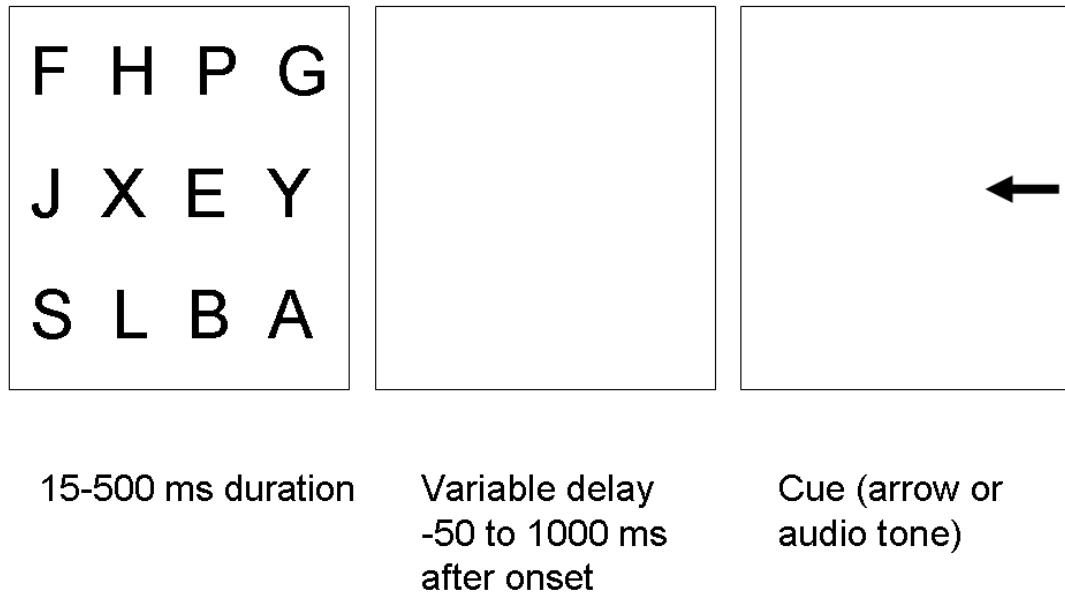 F H P G
J X E Y
S L B A
15-500 ms duration
Variable delay
-50 to 1000 ms
after onset
Cue (arrow or
audio tone)